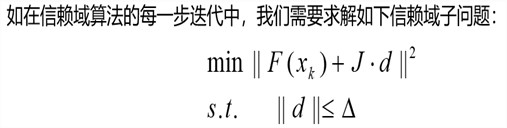 如在信赖域算法的每一步迭代中，我们需要求解如下信赖域子问题：
min || F(xₖ) + J · d ||²
s.t. || d ||≤ Δ